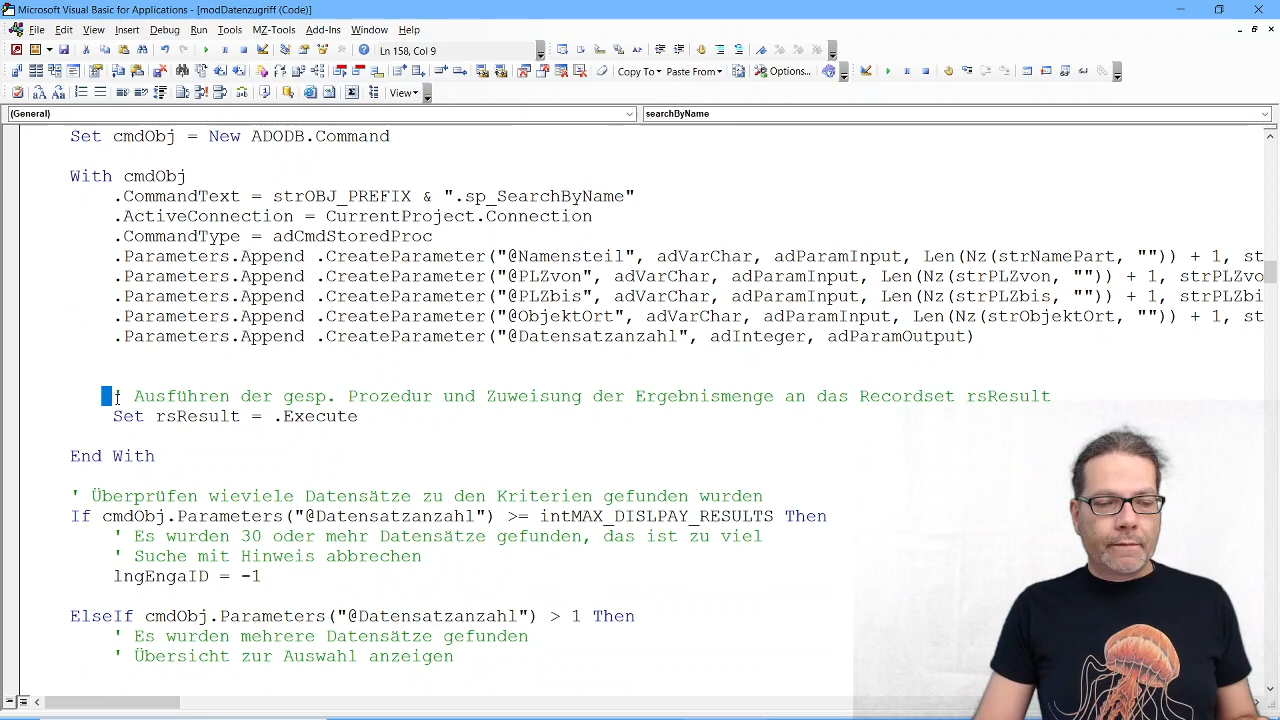 Microsoft Visual Basic for Applications - [modDatenzugriff (Code)]
File Edit View Insert Debug Run Tools MZ-Tools Add-Ins Window Help
Ln 158, Col 9
Copy To Paste From Options...
View
(General) searchByName
Set cmdObj = New ADODB.Command
With cmdObj
.CommandText = strOBJ_PREFIX & ".sp_SearchByName"
.ActiveConnection = CurrentProject.Connection
.CommandType = adCmdStoredProc
.Parameters.Append .CreateParameter("@Namensteil", adVarChar, adParamInput, Len(Nz(strNamePart, "")) + 1, st
.Parameters.Append .CreateParameter("@PLZvon", adVarChar, adParamInput, Len(Nz(strPLZvon, "")) + 1, strPLZvo
.Parameters.Append .CreateParameter("@PLZbis", adVarChar, adParamInput, Len(Nz(strPLZbis, "")) + 1, strPLZbi
.Parameters.Append .CreateParameter("@ObjektOrt", adVarChar, adParamInput, Len(Nz(strObjektOrt, "")) + 1, st
.Parameters.Append .CreateParameter("@Datensatzanzahl", adInteger, adParamOutput)
' Ausführen der gesp. Prozedur und Zuweisung der Ergebnismenge an das Recordset rsResult
Set rsResult = .Execute
End With
' Überprüfen wieviele Datensätze zu den Kriterien gefunden wurden
If cmdObj.Parameters("@Datensatzanzahl") >= intMAX_DISLPAY_RESULTS Then
' Es wurden 30 oder mehr Datensätze gefunden, das ist zu viel
' Suche mit Hinweis abbrechen
lngEngaID = -1
ElseIf cmdObj.Parameters("@Datensatzanzahl") > 1 Then
' Es wurden mehrere Datensätze gefunden
' Übersicht zur Auswahl anzeigen